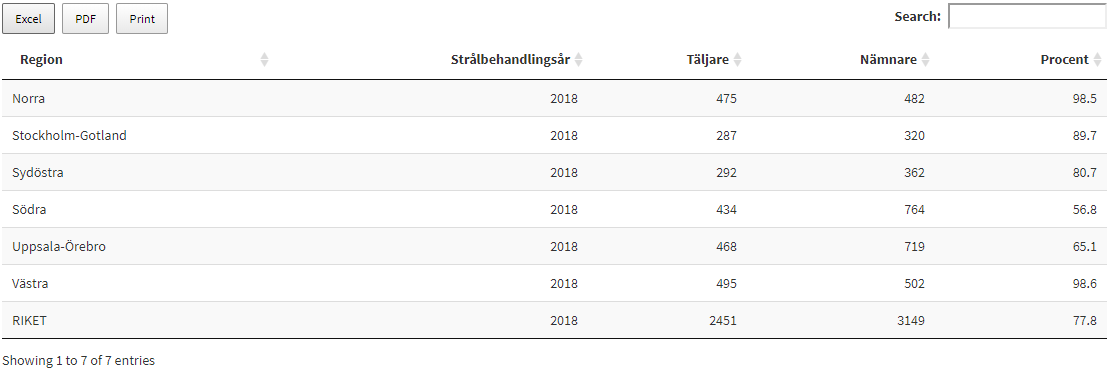 Excel PDF Print Search:
Region Strålbehandlingsår Täljare Nämnare Procent
Norra 2018 475 482 98.5
Stockholm-Gotland 2018 287 320 89.7
Sydöstra 2018 292 362 80.7
Södra 2018 434 764 56.8
Uppsala-Örebro 2018 468 719 65.1
Västra 2018 495 502 98.6
RIKET 2018 2451 3149 77.8
Showing 1 to 7 of 7 entries